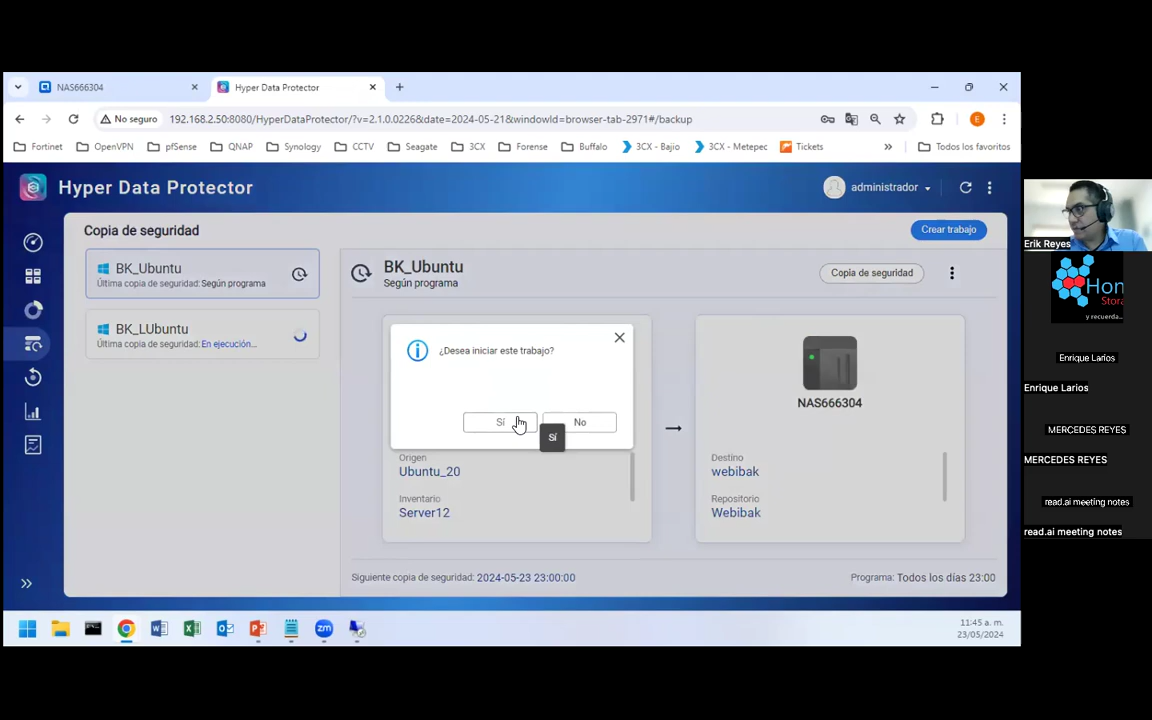 NAS666304
Hyper Data Protector
No seguro
192.168.2.50:8080/HyperDataProtector/?v=2.1.0.0226&date=2024-05-21&windowId=browser-tab-2971#/backup
E
Fortinet
OpenVPN
pfSense
QNAP
Synology
CCTV
Seagate
3CX
Forense
Buffalo
3CX - Bajio
3CX - Metepec
Tickets
»
Todos los favoritos
Hyper Data Protector
administrador
Copia de seguridad
Crear trabajo
BK_Ubuntu
Última copia de seguridad: Según programa
BK_LUbuntu
Última copia de seguridad: En ejecución...
BK_Ubuntu
Según programa
Copia de seguridad
¿Desea iniciar este trabajo?
Sí
No
Sí
Origen
Ubuntu_20
Inventario
Server12
NAS666304
Destino
webibak
Repositorio
Webibak
Siguiente copia de seguridad: 2024-05-23 23:00:00
Programa: Todos los días 23:00
zm
11:45 a. m.
23/05/2024
Erik Reyes
Hon
Stora
y recuerda...
Enrique Larios
Enrique Larios
MERCEDES REYES
MERCEDES REYES
read.ai meeting notes
read.ai meeting notes